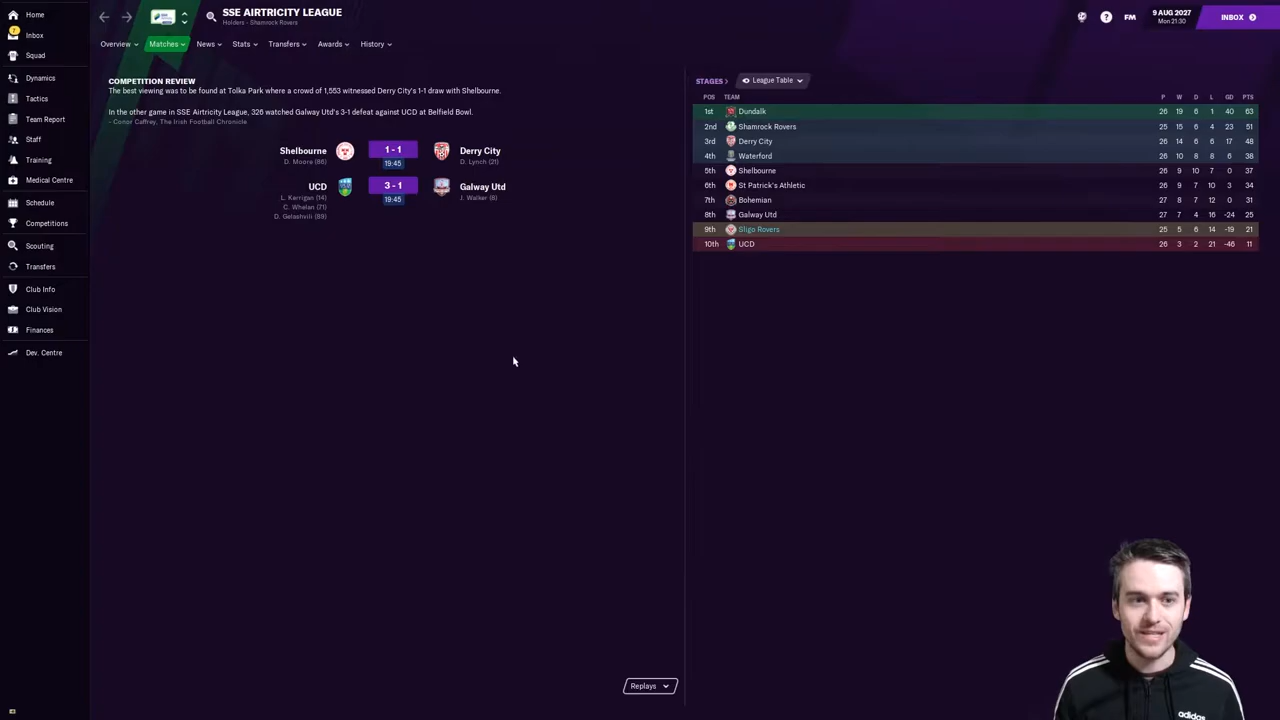 Home
Inbox
7
Squad
Dynamics
Tactics
Team Report
Staff
Training
Medical Centre
Schedule
Competitions
Scouting
Transfers
Club Info
Club Vision
Finances
Dev. Centre
SSE AIRTRICITY LEAGUE
Holders - Shamrock Rovers
? FM
9 AUG 2027
Mon 21:30
INBOX
Overview Matches News Stats Transfers Awards History
COMPETITION REVIEW
The best viewing was to be found at Tolka Park where a crowd of 1,553 witnessed Derry City's 1-1 draw with Shelbourne.
In the other game in SSE Airtricity League, 326 watched Galway Utd's 3-1 defeat against UCD at Belfield Bowl.
- Conor Caffrey, The Irish Football Chronicle
Shelbourne 1 - 1 Derry City
D. Moore (86) 19:45 D. Lynch (21)
UCD 3 - 1 Galway Utd
L. Kerrigan (14) 19:45 J. Walker (8)
C. Whelan (71)
D. Gelashvili (89)
Replays
STAGES > League Table
POS TEAM P W D L GD PTS
1st Dundalk 26 19 6 1 40 63
2nd Shamrock Rovers 25 15 6 4 23 51
3rd Derry City 26 14 6 6 17 48
4th Waterford 26 10 8 8 6 38
5th Shelbourne 26 9 10 7 0 37
6th St Patrick's Athletic 26 9 7 10 3 34
7th Bohemian 27 8 7 12 0 31
8th Galway Utd 27 7 4 16 -24 25
9th Sligo Rovers 25 5 6 14 -19 21
10th UCD 26 3 2 21 -46 11
adidas